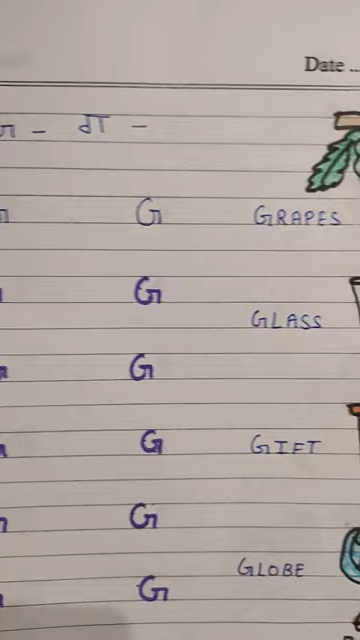 Date ..
G - ग -
G GRAPES
G
GLASS
G
G GIFT
G
GLOBE
G